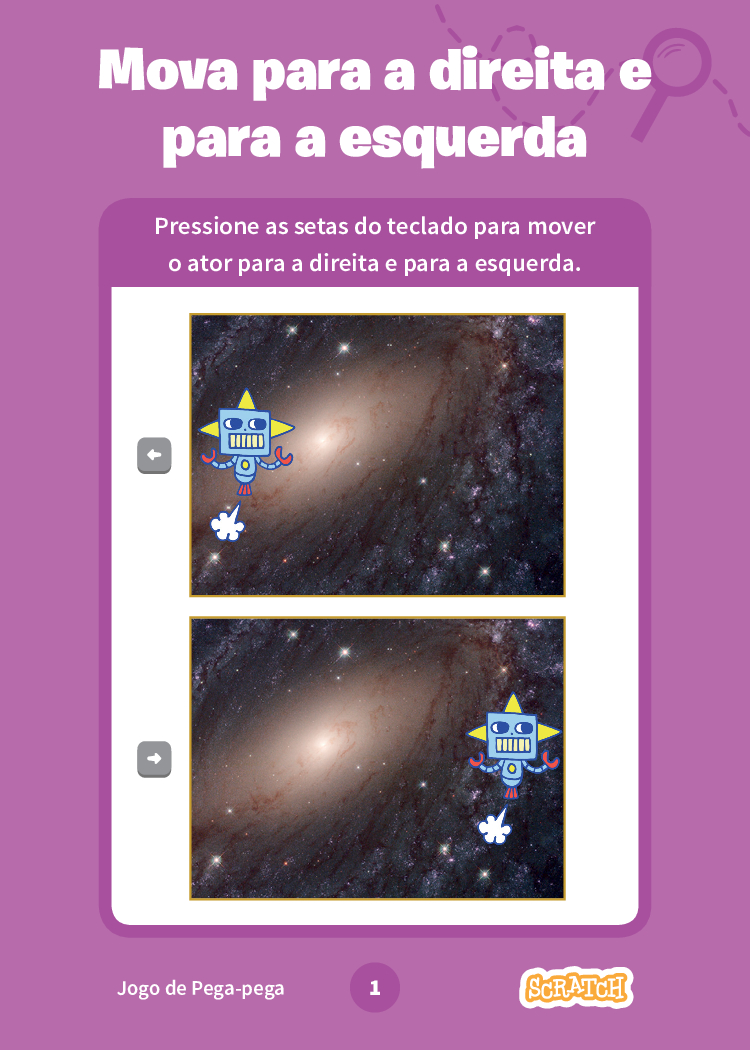 Mova para a direita e
para a esquerda
Pressione as setas do teclado para mover
o ator para a direita e para a esquerda.
Jogo de Pega-pega
1
SCRATCH